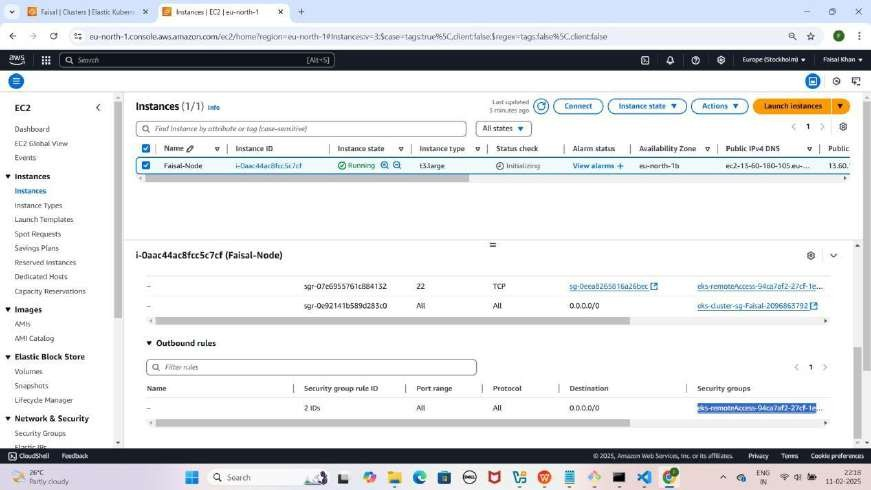 Faisal | Clusters | Elastic Kubern
Instances | EC2 | eu-north-1
eu-north-1.console.aws.amazon.com/ec2/home?region=eu-north-1#Instances:v=3;$case=tags:true%5C,client:false;$regex=tags:false%5C,client:false
aws
Search
[Alt+S]
Europe (Stockholm)
Faisal Khan
EC2
Dashboard
EC2 Global View
Events
Instances
Instances
Instance Types
Launch Templates
Spot Requests
Savings Plans
Reserved Instances
Dedicated Hosts
Capacity Reservations
Images
AMIs
AMI Catalog
Elastic Block Store
Volumes
Snapshots
Lifecycle Manager
Network & Security
Security Groups
Elastic IPs
Instances (1/1) Info
Last updated
3 minutes ago
Connect
Instance state
Actions
Launch instances
Find Instance by attribute or tag (case-sensitive)
All states
1
Name Instance ID Instance state Instance type Status check Alarm status Availability Zone Public IPv4 DNS Public
Faisal-Node i-0aac44ac8fcc5c7cf Running t3.large Initializing View alarms + eu-north-1b ec2-13-60-180-105.eu-... 13.60.
i-0aac44ac8fcc5c7cf (Faisal-Node)
– sgr-07e6955761c884132 22 TCP sg-0eea8265816a26bec eks-remoteAccess-94ca7af2-27cf-1e...
– sgr-0e92141b589d283c0 All All 0.0.0.0/0 eks-cluster-sg-Faisal-2096863792
Outbound rules
Filter rules
1
Name Security group rule ID Port range Protocol Destination Security groups
– 2 IDs All All 0.0.0.0/0 eks-remoteAccess-94ca7af2-27cf-1e...
CloudShell Feedback
© 2025, Amazon Web Services, Inc. or its affiliates. Privacy Terms Cookie preferences
26°C
Partly cloudy
Search
ENG
IN
22:18
11-02-2025